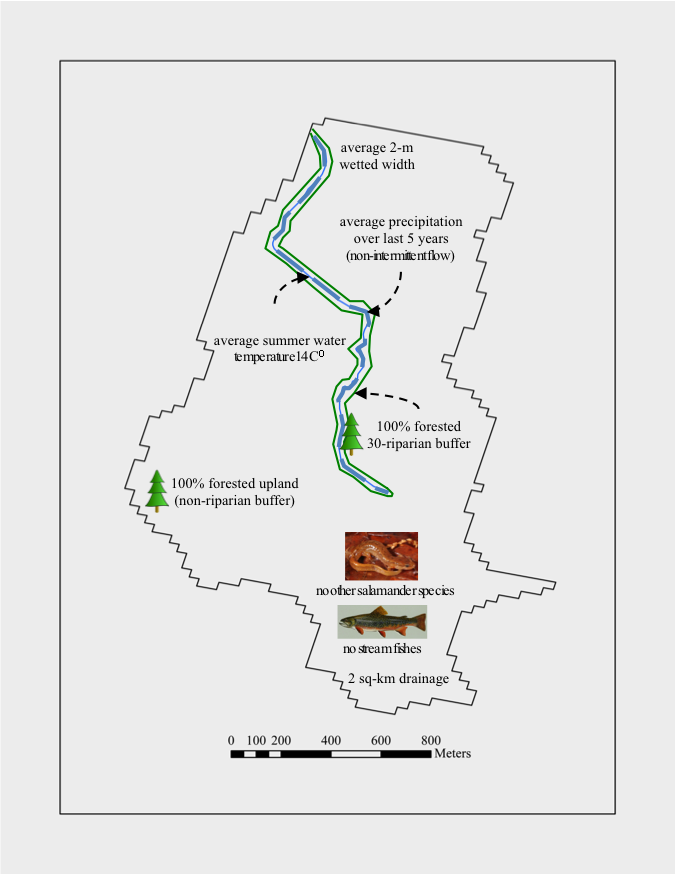 average 2-m
wetted width
average precipitation
over last 5 years
(non-intermittent flow)
average summer water
temperature14C⁰
100% forested
30-riparian buffer
100% forested upland
(non-riparian buffer)
no other salamander species
no stream fishes
2 sq-km drainage
0 100 200 400 600 800
Meters